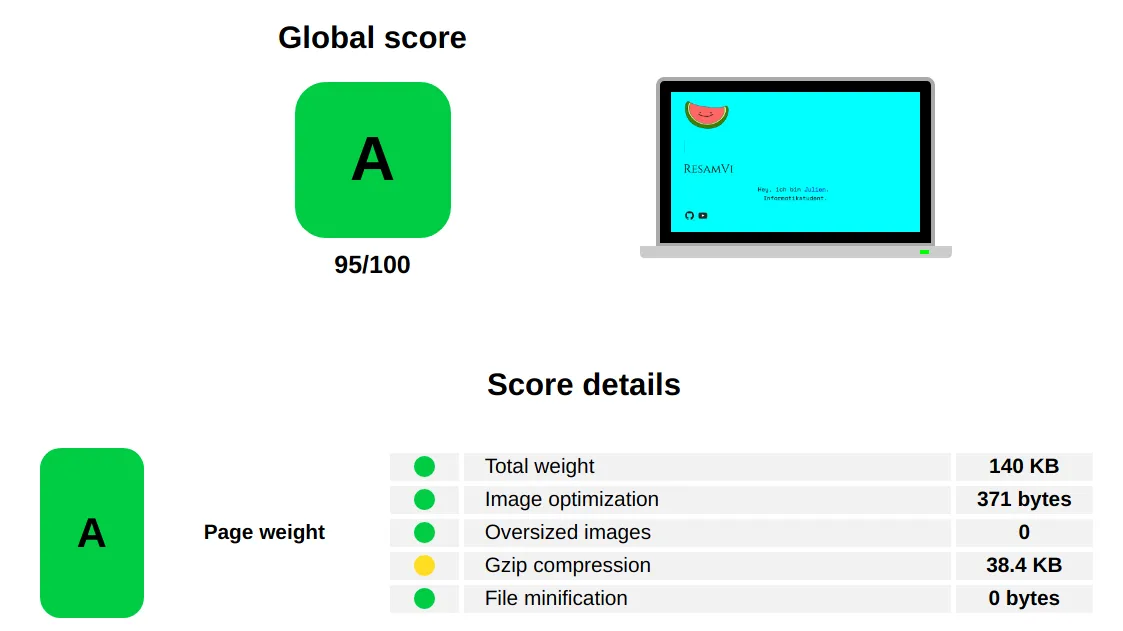 Global score
A
95/100
ResamVi
Hey, ich bin Julien.
Informatikstudent.
Score details
A
Page weight
Total weight 140 KB
Image optimization 371 bytes
Oversized images 0
Gzip compression 38.4 KB
File minification 0 bytes